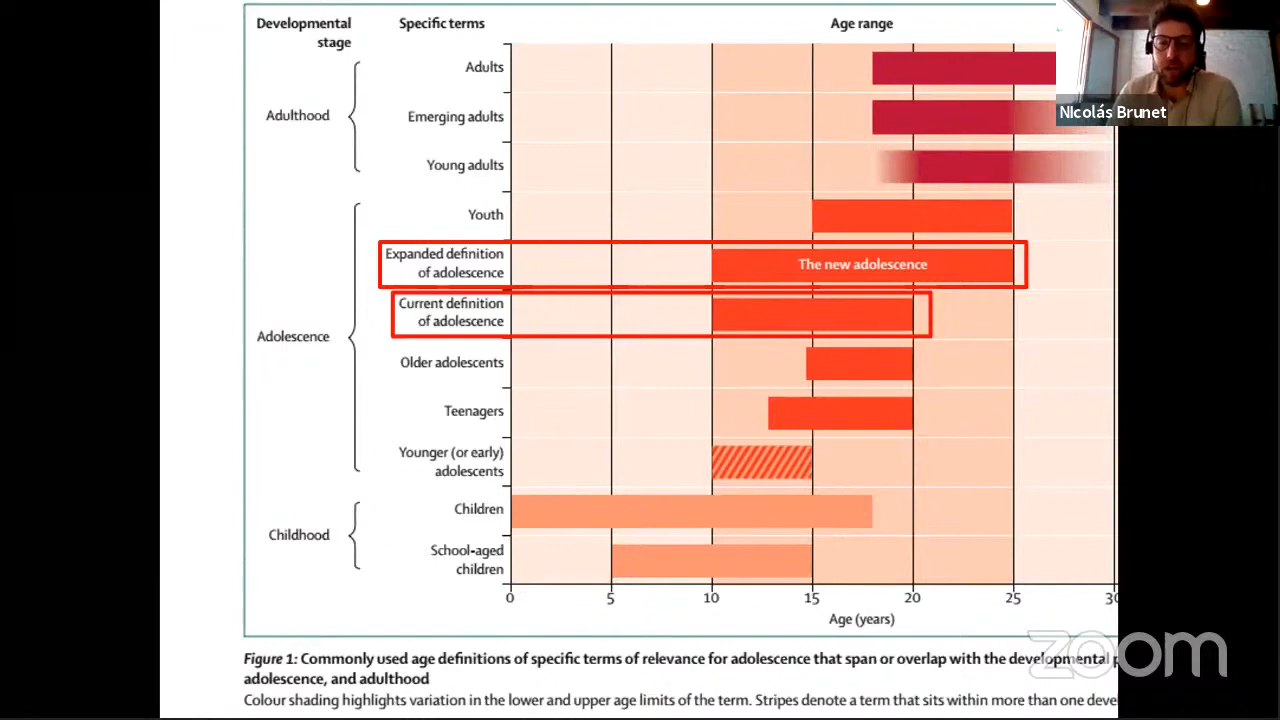 Developmental
stage
Specific terms
Age range
Adulthood
Adults
Emerging adults
Young adults
Adolescence
Youth
Expanded definition
of adolescence
The new adolescence
Current definition
of adolescence
Older adolescents
Teenagers
Younger (or early)
adolescents
Childhood
Children
School-aged
children
0 5 10 15 20 25 30
Age (years)
Nicolás Brunet
zoom
Figure 1: Commonly used age definitions of specific terms of relevance for adolescence that span or overlap with the developmental
adolescence, and adulthood
Colour shading highlights variation in the lower and upper age limits of the term. Stripes denote a term that sits within more than one